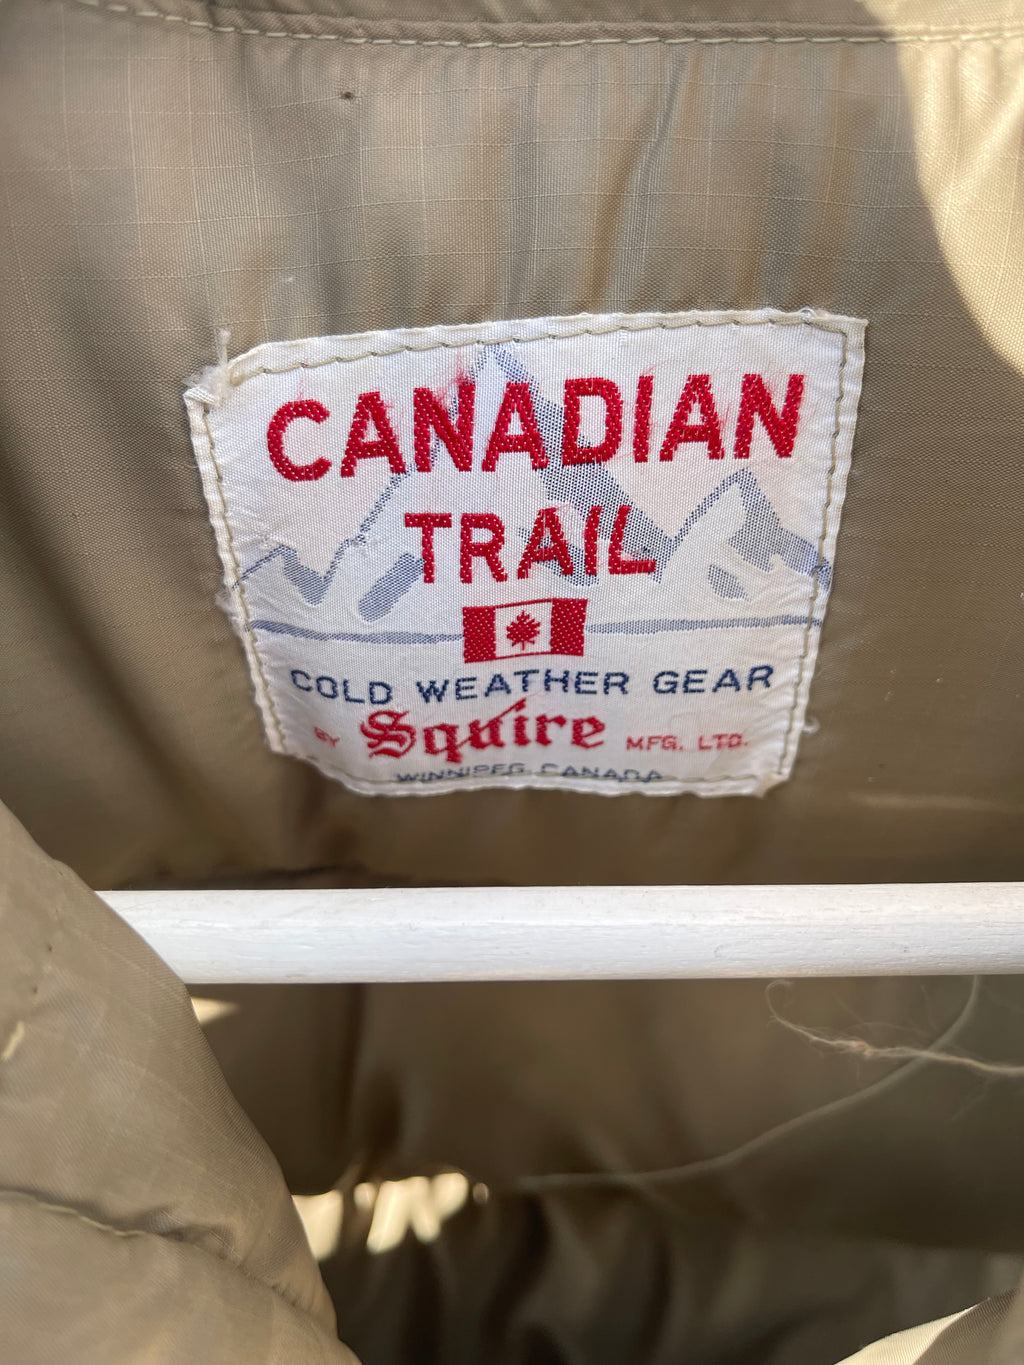 CANADIAN
TRAIL
COLD WEATHER GEAR
BY Squire MFG. LTD.
WINNIPEG, CANADA